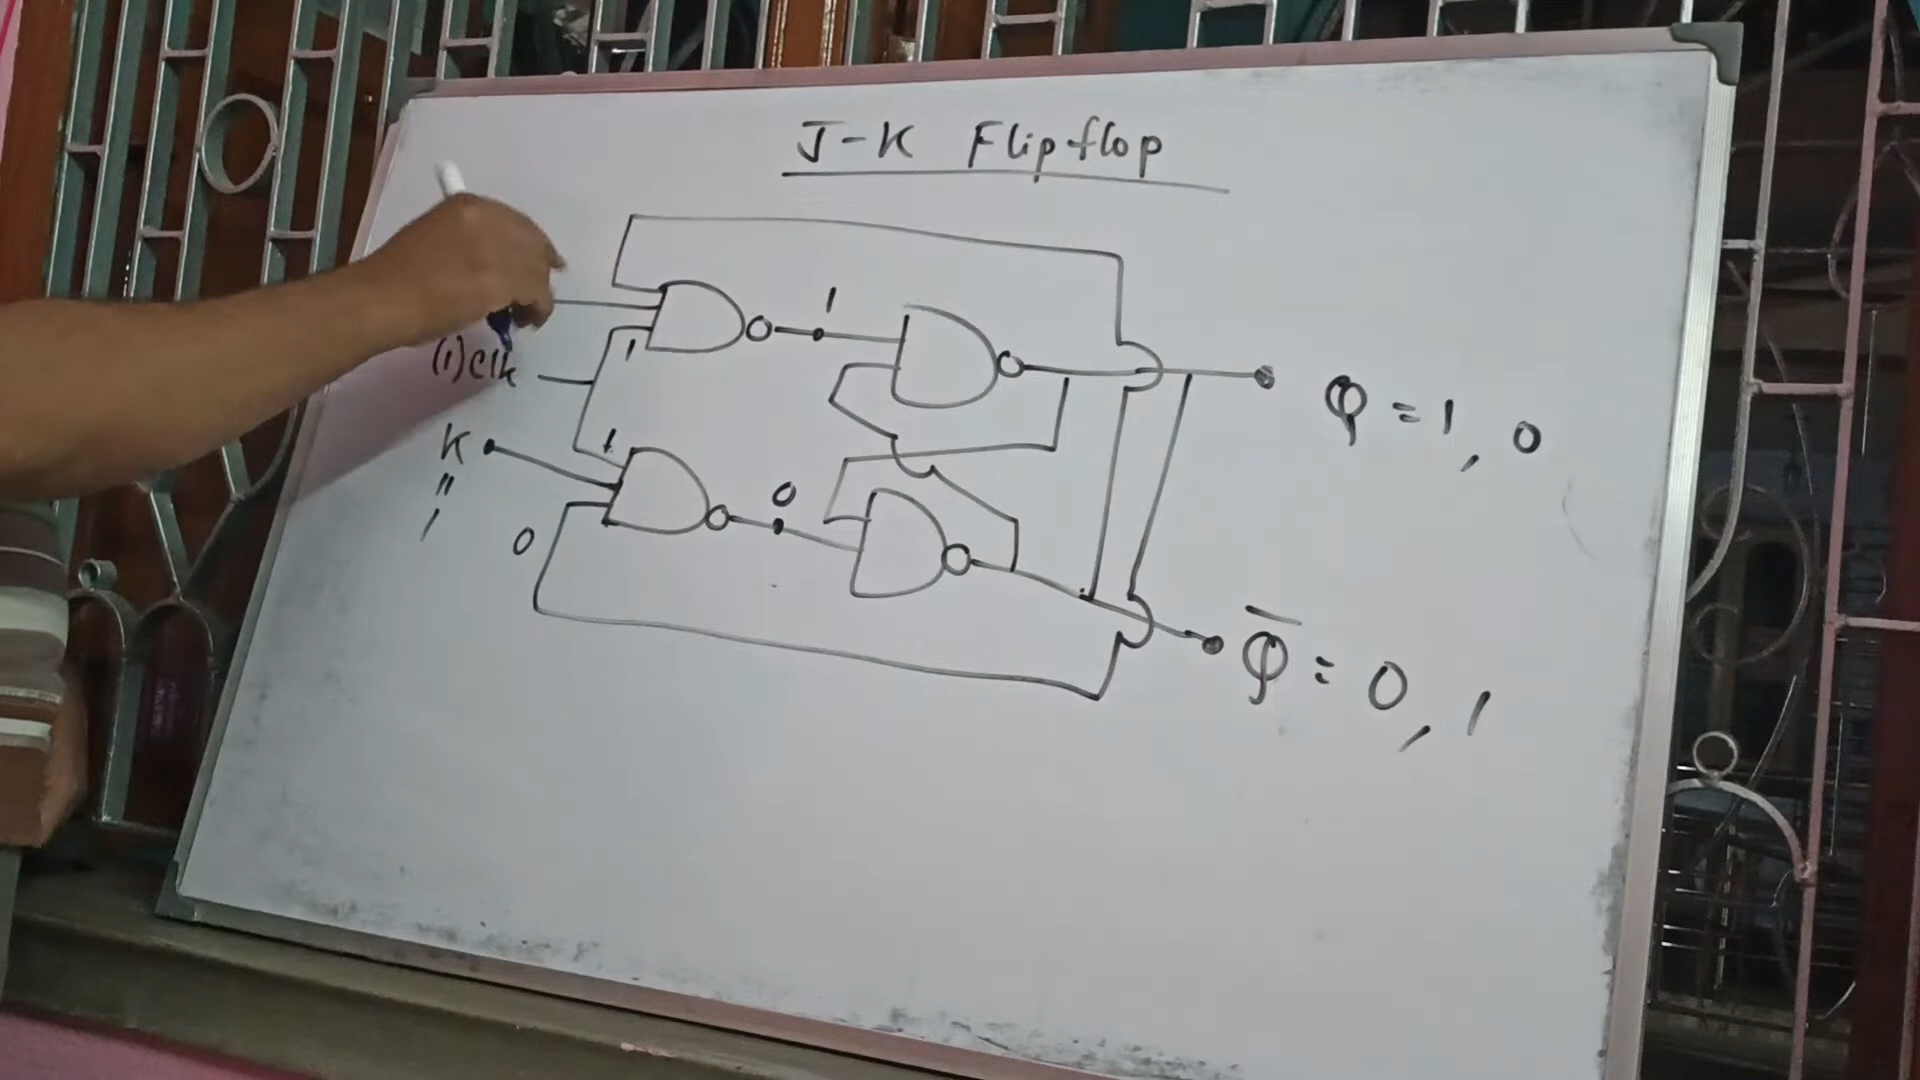 J-K Flipflop
1
(1) Clk
1
Q = 1, 0
K
1
"
0
1
0
Q̅ = 0, 1